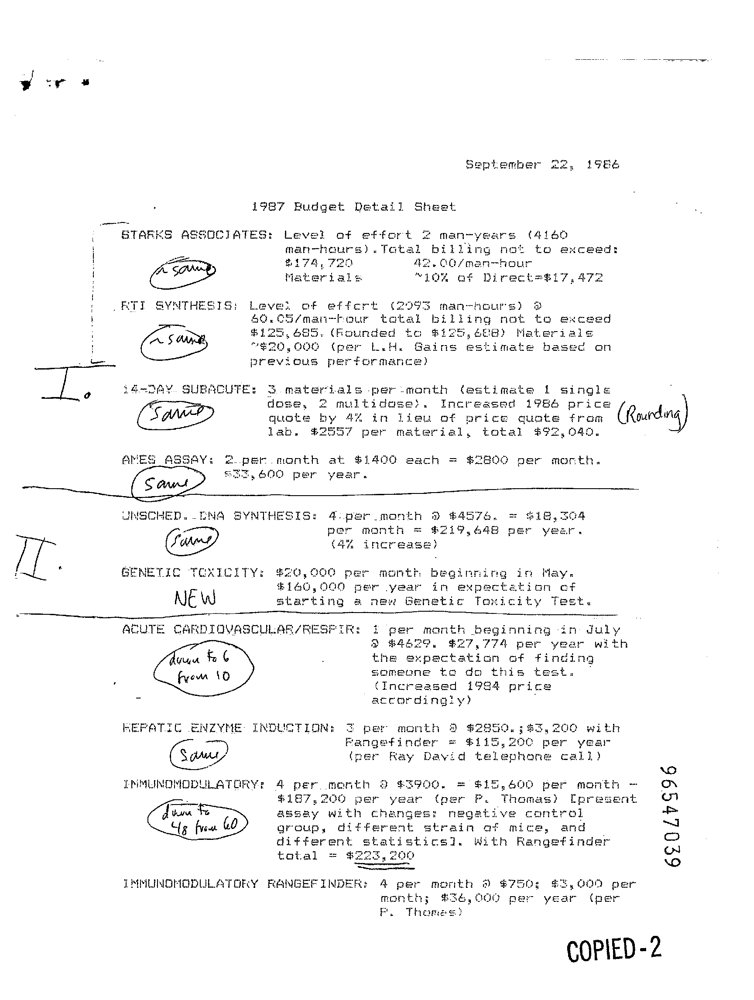 September 22, 1986
1987 Budget Detail Sheet
STARKS ASSOCIATES: Level of effort 2 man-years (4160
man-hours).Total billing not to exceed:
$174,720 42.00/man-hour
Materials ~10% of Direct=$17,472
~ same
RTI SYNTHESIS: Level of effort (2093 man-hours) @
60.05/man-hour total billing not to exceed
$125,685. (Rounded to $125,688) Materials
~$20,000 (per L.H. Gains estimate based on
previous performance)
~ same
I.
14-DAY SUBACUTE: 3 materials per month (estimate 1 single
dose, 2 multidose). Increased 1986 price
quote by 4% in lieu of price quote from
lab. $2557 per material, total $92,040.
Same
(Rounding)
AMES ASSAY: 2 per month at $1400 each = $2800 per month.
$33,600 per year.
Same
UNSCHED. DNA SYNTHESIS: 4 per month @ $4576. = $18,304
per month = $219,648 per year.
(4% increase)
Same
II.
GENETIC TOXICITY: $20,000 per month beginning in May.
$160,000 per year in expectation of
starting a new Genetic Toxicity Test.
NEW
ACUTE CARDIOVASCULAR/RESPIR: 1 per month beginning in July
@ $4629. $27,774 per year with
the expectation of finding
someone to do this test.
(Increased 1984 price
accordingly)
down to 6
from 10
HEPATIC ENZYME INDUCTION: 3 per month @ $2850.;$3,200 with
Rangefinder = $115,200 per year
(per Ray David telephone call)
Same
IMMUNOMODULATORY: 4 per month @ $3900. = $15,600 per month -
$187,200 per year (per P. Thomas) [present
assay with changes: negative control
group, different strain of mice, and
different statistics]. With Rangefinder
total = $223,200
down to
48 from 60
IMMUNOMODULATORY RANGEFINDER: 4 per month @ $750; $3,000 per
month; $36,000 per year (per
P. Thomas)
96547039
COPIED-2